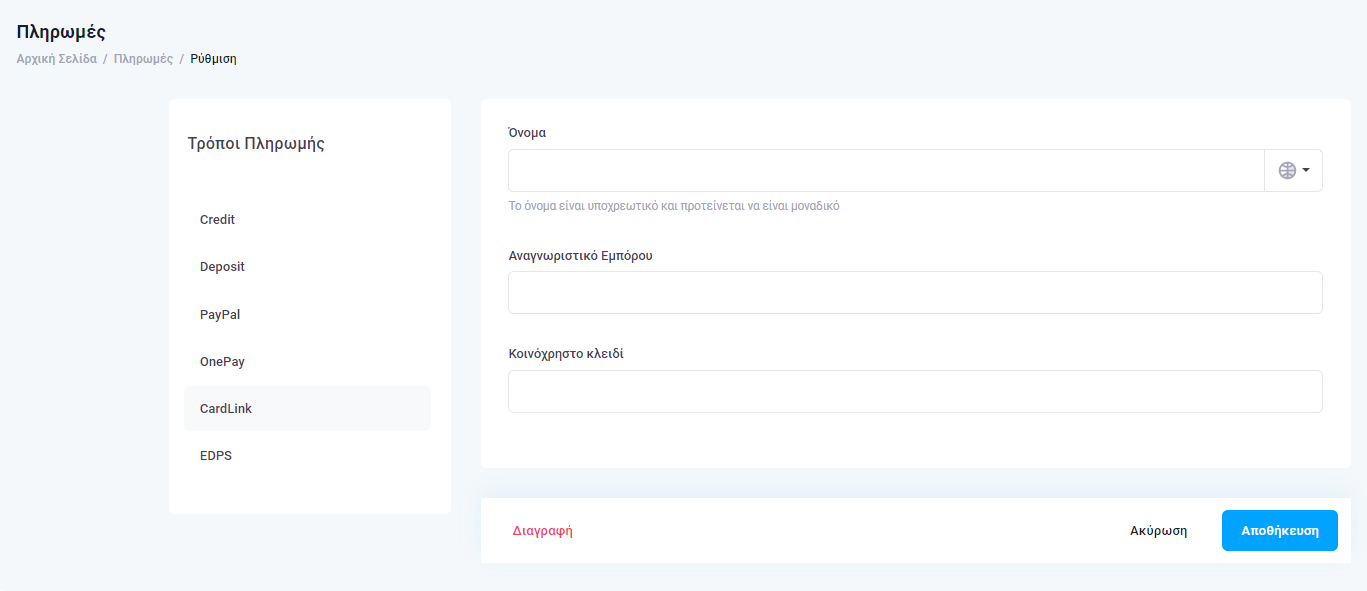 Πληρωμές
Αρχική Σελίδα / Πληρωμές / Ρύθμιση
Τρόποι Πληρωμής
Credit
Deposit
PayPal
OnePay
CardLink
EDPS
Όνομα
Το όνομα είναι υποχρεωτικό και προτείνεται να είναι μοναδικό
Αναγνωριστικό Εμπόρου
Κοινόχρηστο κλειδί
Διαγραφή
Ακύρωση
Αποθήκευση